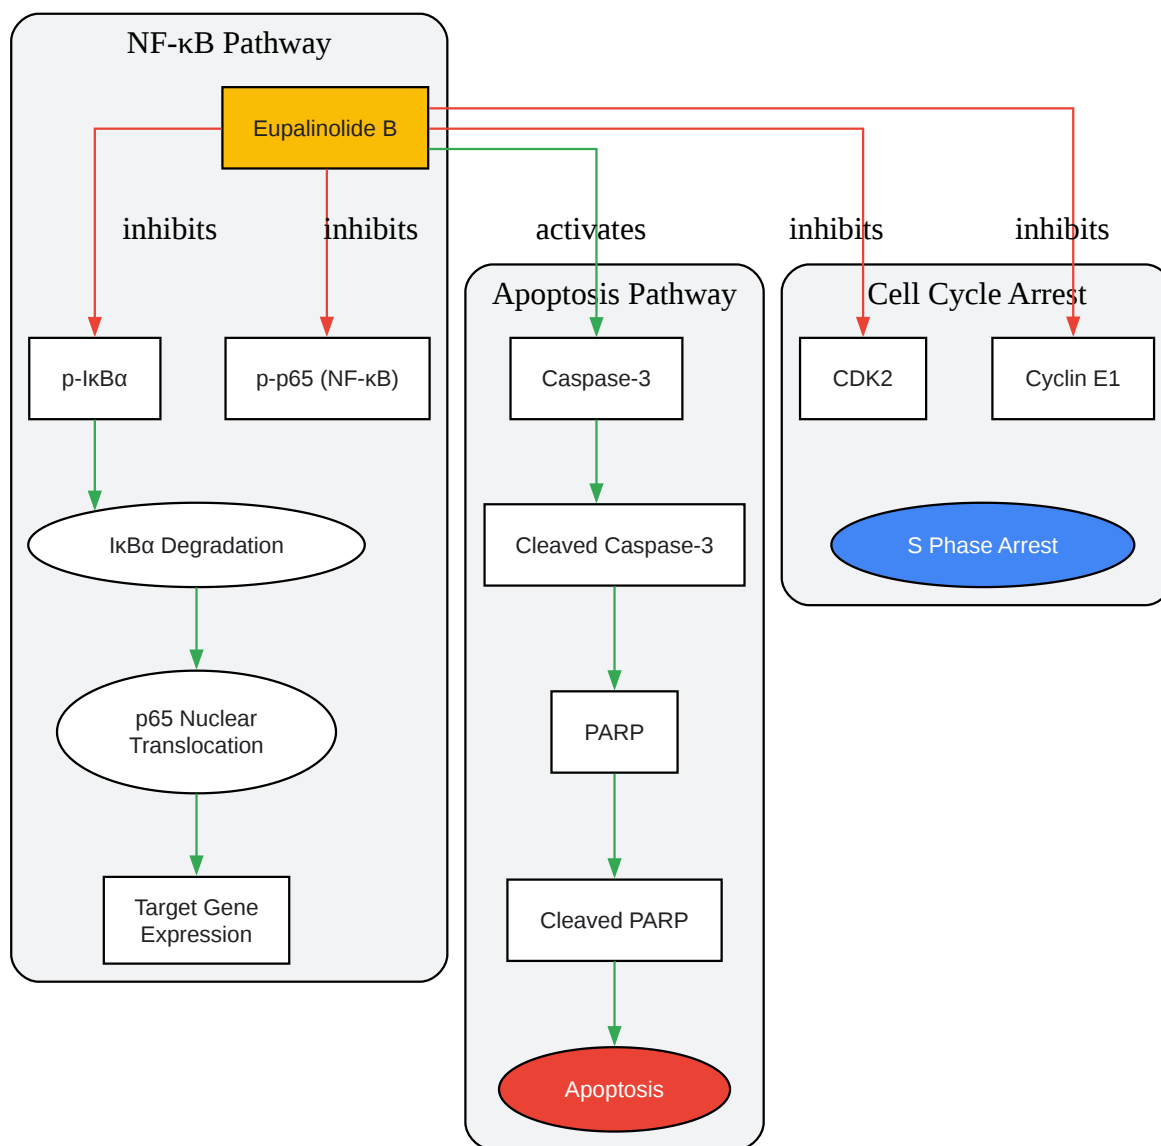 NF-κB Pathway
Eupalinolide B
inhibits
inhibits
activates
inhibits
inhibits
Apoptosis Pathway
Cell Cycle Arrest
p-IκBα
p-p65 (NF-κB)
Caspase-3
CDK2
Cyclin E1
IκBα Degradation
Cleaved Caspase-3
S Phase Arrest
p65 Nuclear
Translocation
PARP
Target Gene
Expression
Cleaved PARP
Apoptosis